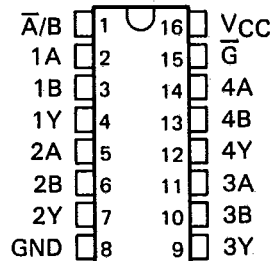 A̅/B 1 16 VCC
1A 2 15 G̅
1B 3 14 4A
1Y 4 13 4B
2A 5 12 4Y
2B 6 11 3A
2Y 7 10 3B
GND 8 9 3Y